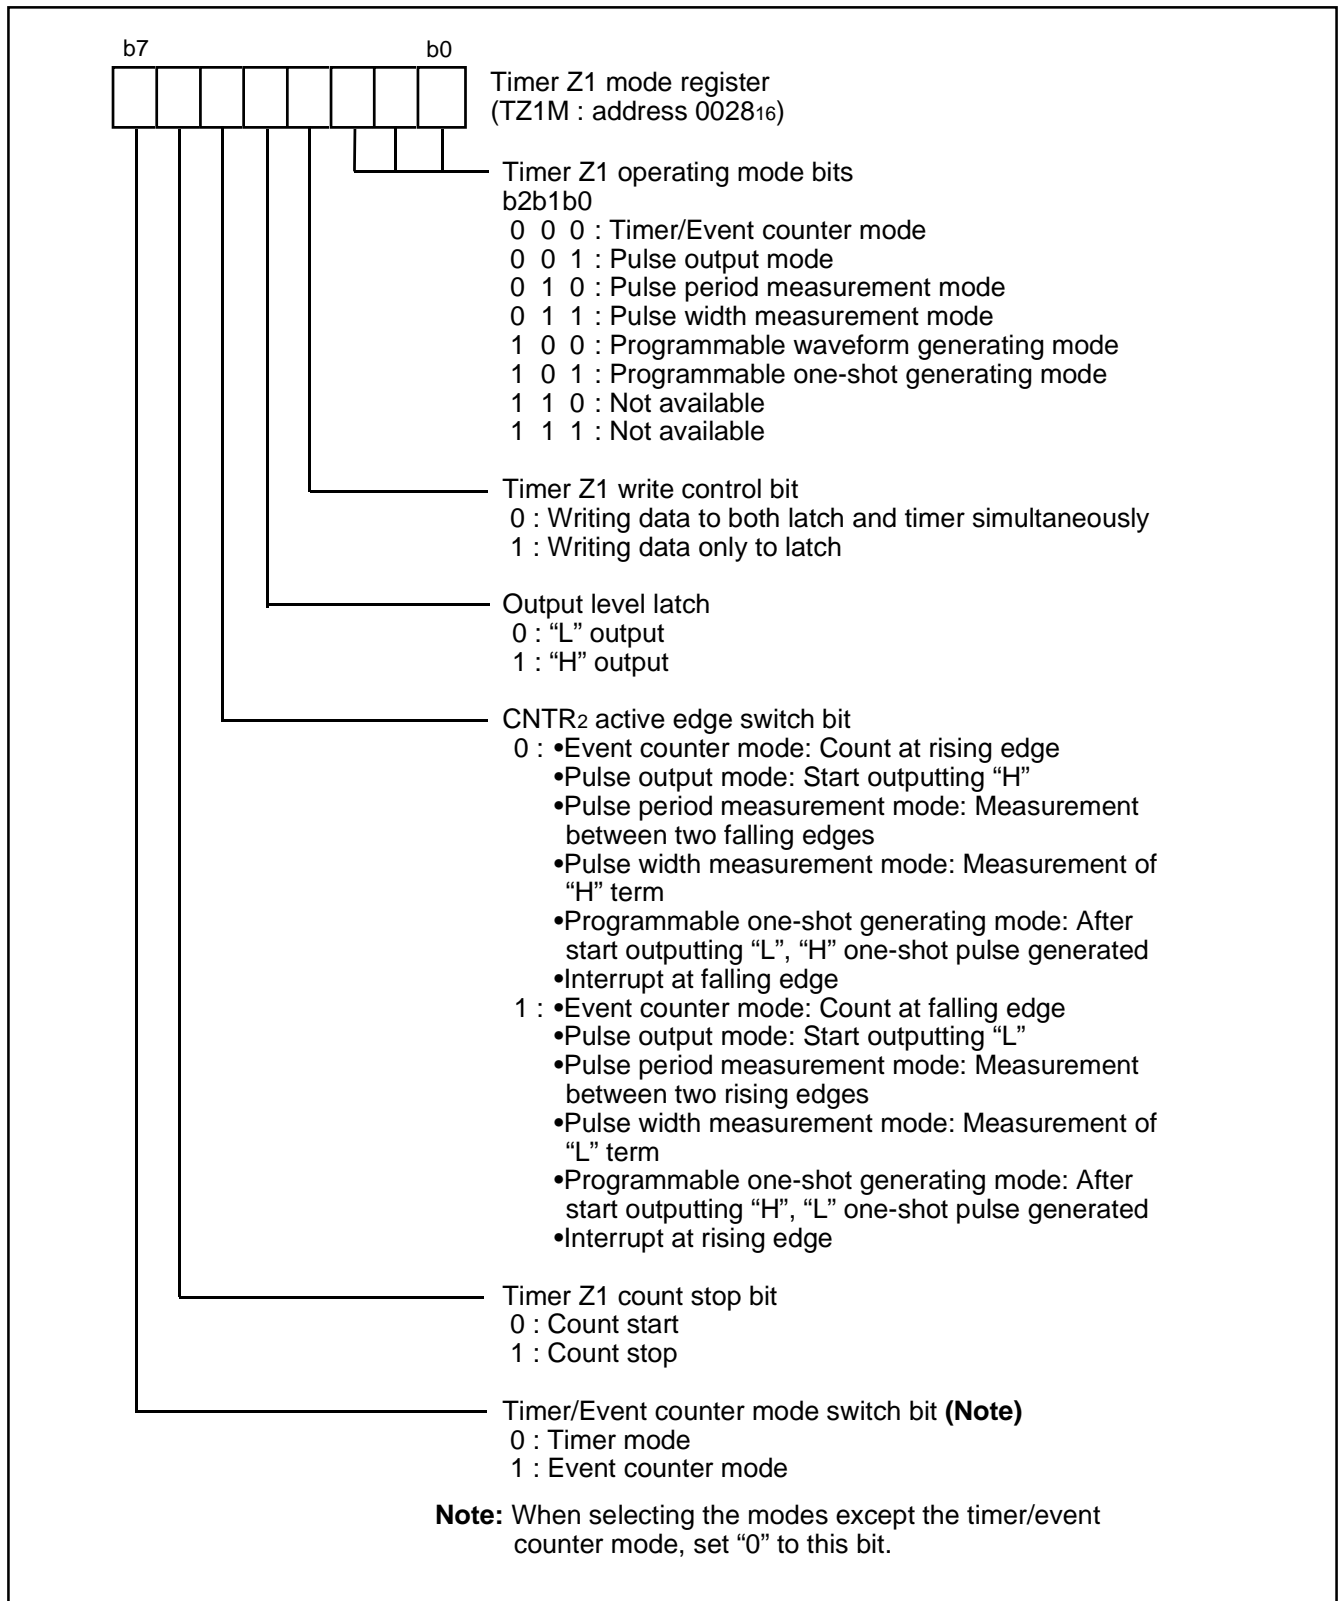 b7 b0
Timer Z1 mode register
(TZ1M : address 002816)
Timer Z1 operating mode bits
b2b1b0
0 0 0 : Timer/Event counter mode
0 0 1 : Pulse output mode
0 1 0 : Pulse period measurement mode
0 1 1 : Pulse width measurement mode
1 0 0 : Programmable waveform generating mode
1 0 1 : Programmable one-shot generating mode
1 1 0 : Not available
1 1 1 : Not available
Timer Z1 write control bit
0 : Writing data to both latch and timer simultaneously
1 : Writing data only to latch
Output level latch
0 : “L” output
1 : “H” output
CNTR2 active edge switch bit
0 : •Event counter mode: Count at rising edge
•Pulse output mode: Start outputting “H”
•Pulse period measurement mode: Measurement
between two falling edges
•Pulse width measurement mode: Measurement of
“H” term
•Programmable one-shot generating mode: After
start outputting “L”, “H” one-shot pulse generated
•Interrupt at falling edge
1 : •Event counter mode: Count at falling edge
•Pulse output mode: Start outputting “L”
•Pulse period measurement mode: Measurement
between two rising edges
•Pulse width measurement mode: Measurement of
“L” term
•Programmable one-shot generating mode: After
start outputting “H”, “L” one-shot pulse generated
•Interrupt at rising edge
Timer Z1 count stop bit
0 : Count start
1 : Count stop
Timer/Event counter mode switch bit (Note)
0 : Timer mode
1 : Event counter mode
Note: When selecting the modes except the timer/event
counter mode, set “0” to this bit.